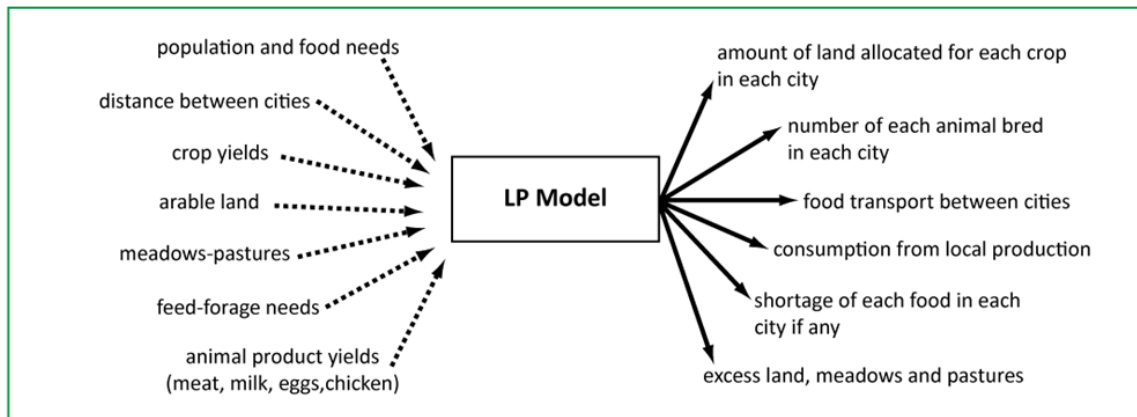 population and food needs
distance between cities
crop yields
arable land
meadows-pastures
feed-forage needs
animal product yields
(meat, milk, eggs,chicken)
LP Model
amount of land allocated for each crop
in each city
number of each animal bred
in each city
food transport between cities
consumption from local production
shortage of each food in each
city if any
excess land, meadows and pastures